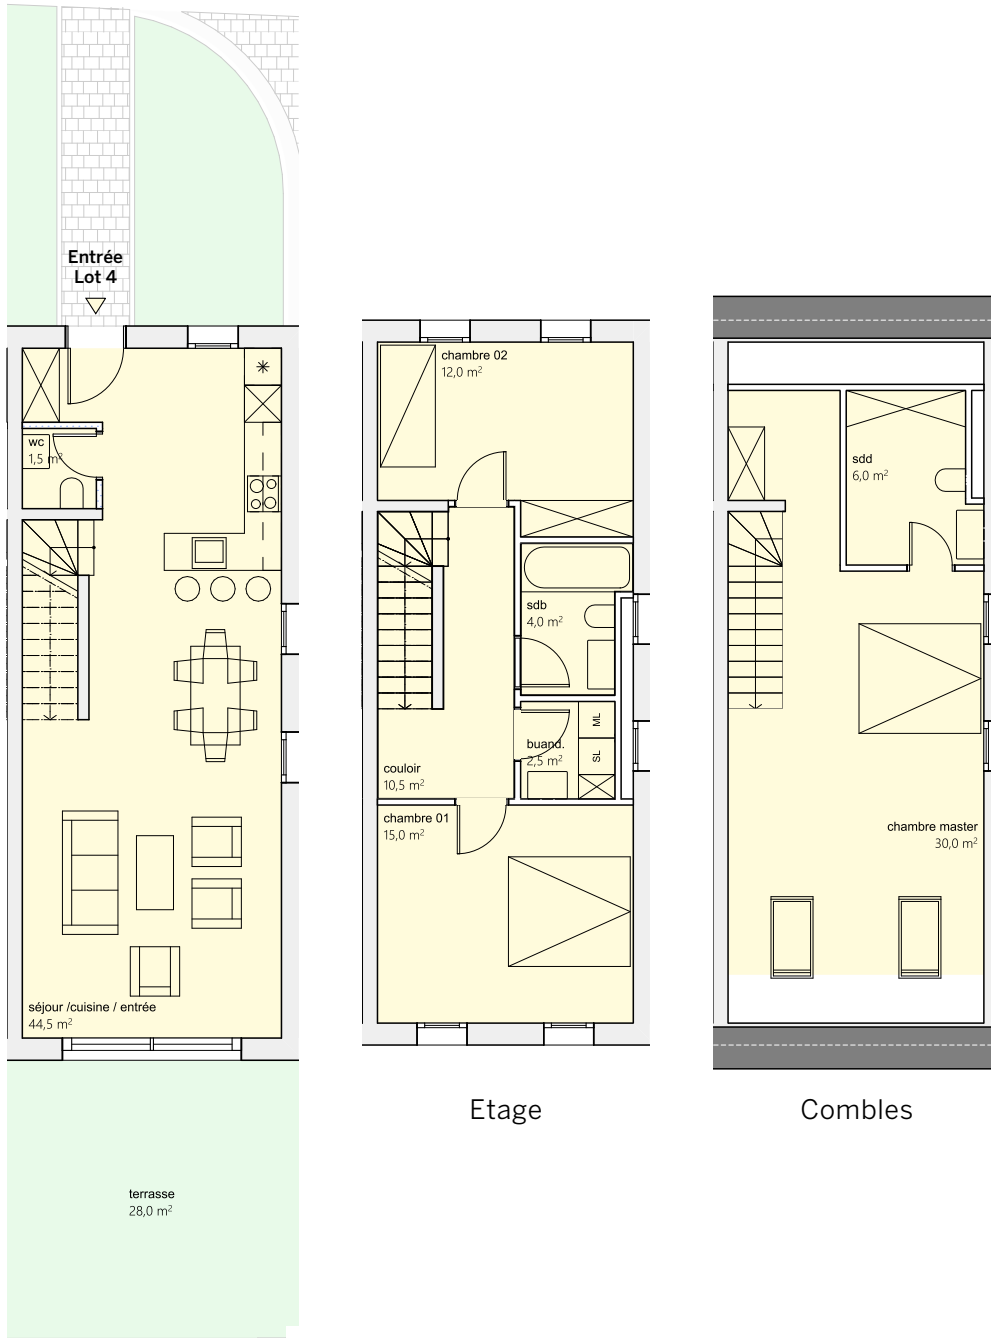 Entrée
Lot 4
wc
1,5 m²
séjour /cuisine / entrée
44,5 m²
terrasse
28,0 m²
chambre 02
12,0 m²
sdb
4,0 m²
buand.
2,5 m²
ML
SL
couloir
10,5 m²
chambre 01
15,0 m²
Etage
sdd
6,0 m²
chambre master
30,0 m²
Combles